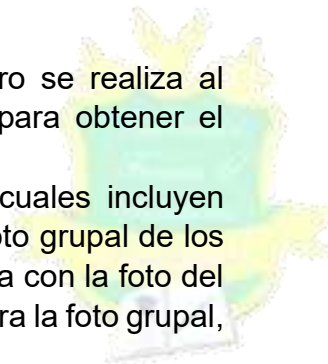 ro se realiza al
para obtener el
cuales incluyen
oto grupal de los
a con la foto del
ra la foto grupal,